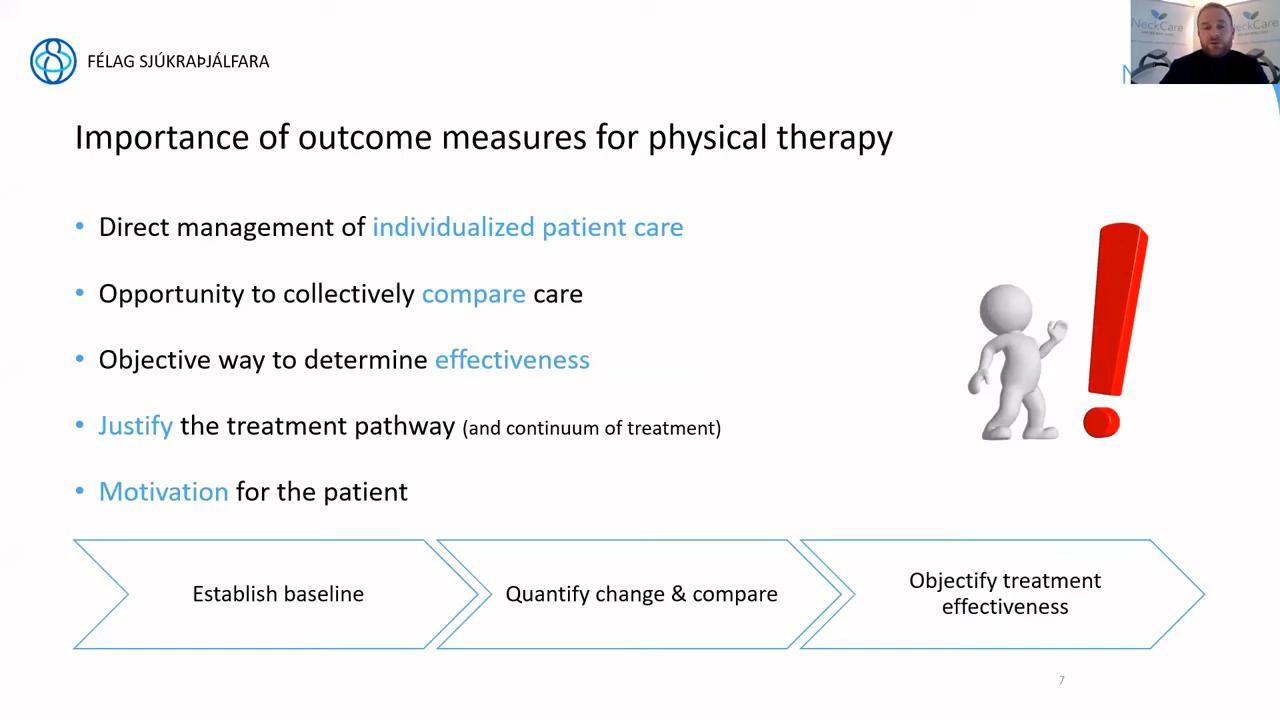 FÉLAG SJÚKRAÞJÁLFARA
NeckCare
Importance of outcome measures for physical therapy
• Direct management of individualized patient care
• Opportunity to collectively compare care
• Objective way to determine effectiveness
• Justify the treatment pathway (and continuum of treatment)
• Motivation for the patient
Establish baseline
Quantify change & compare
Objectify treatment
effectiveness
7